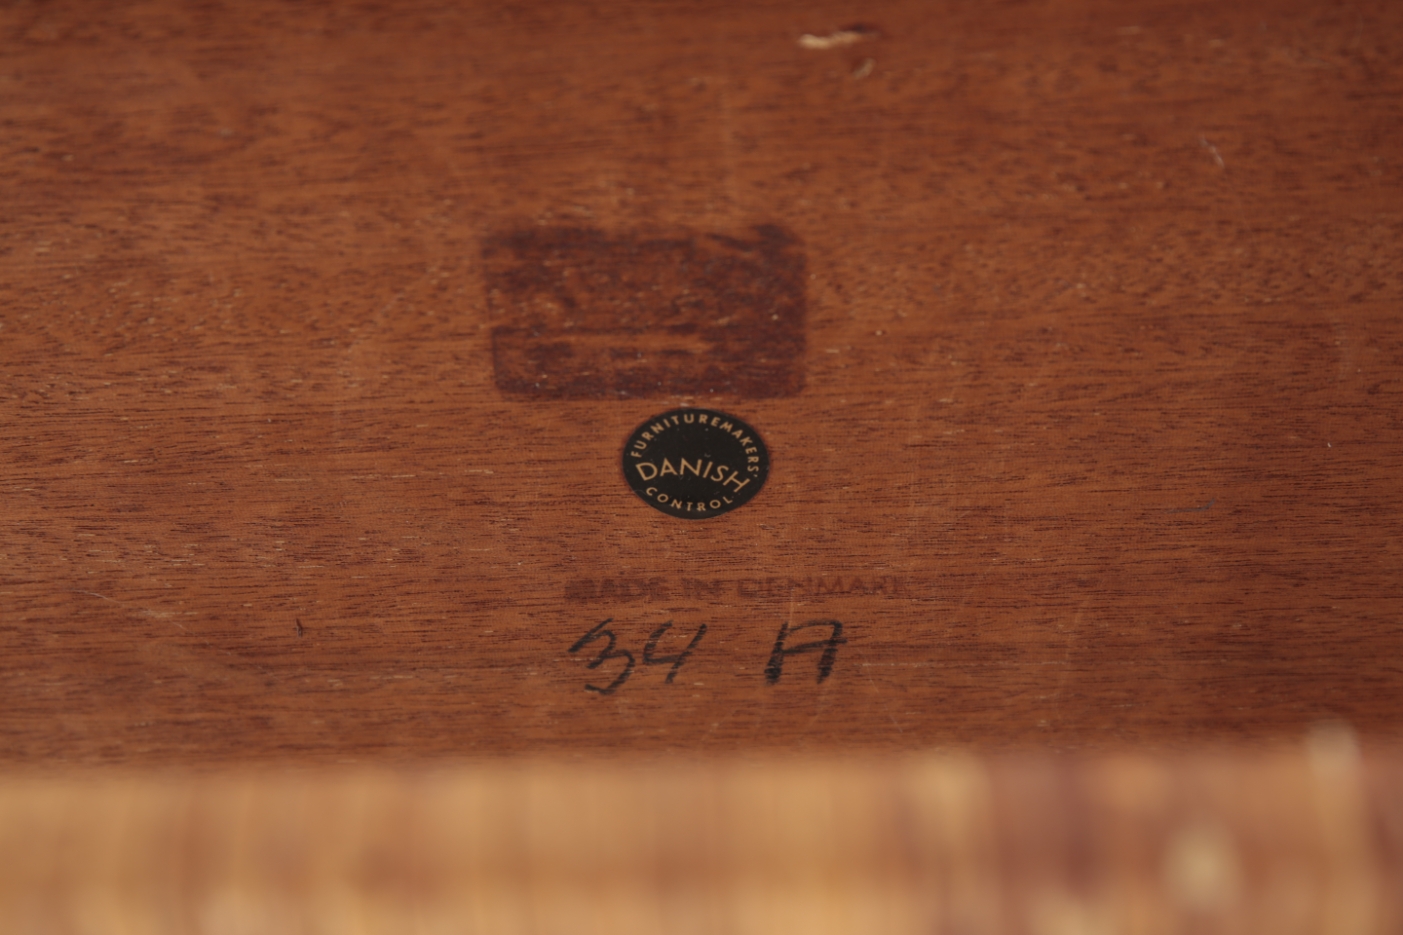 FURNITUREMAKERS'
DANISH
CONTROL
MADE IN DENMARK
34 A